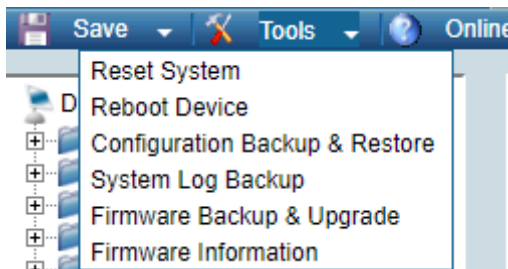 Save Tools Online
Reset System
D
Reboot Device
Configuration Backup & Restore
System Log Backup
Firmware Backup & Upgrade
Firmware Information